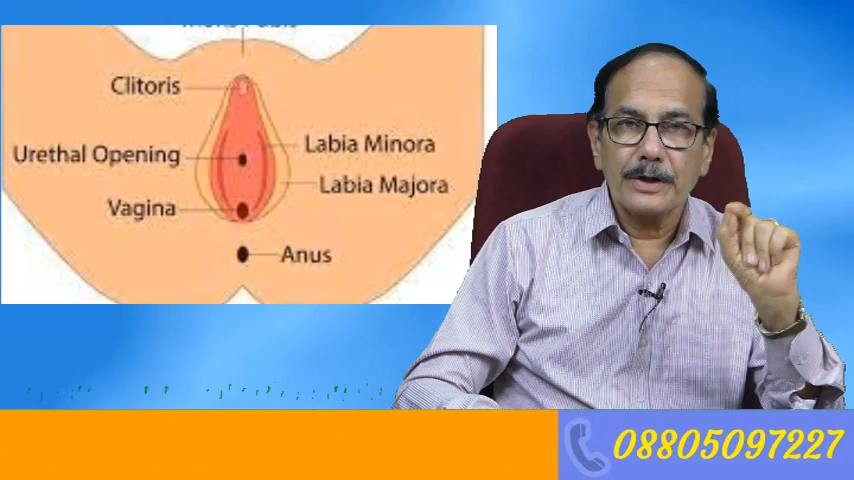 Clitoris
Urethal Opening
Labia Minora
Labia Majora
Vagina
Anus
08805097227